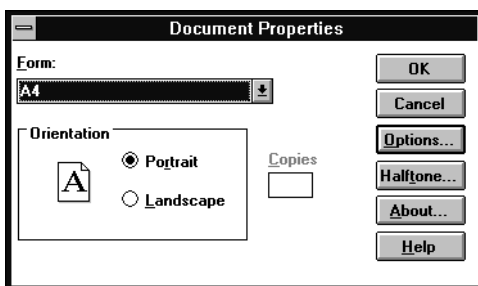 Document Properties
Form:
A4
OK
Cancel
Orientation
A
Portrait
Landscape
Copies
Options...
Halftone...
About...
Help